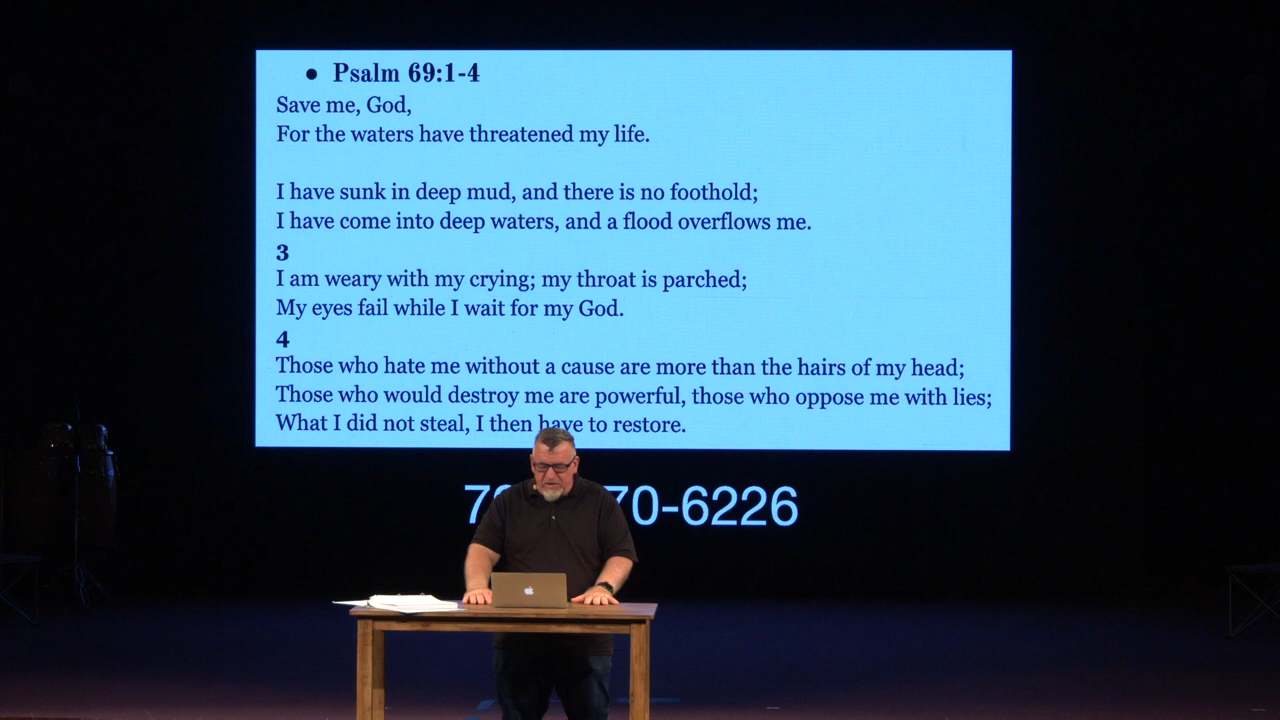 • Psalm 69:1-4
Save me, God,
For the waters have threatened my life.
I have sunk in deep mud, and there is no foothold;
I have come into deep waters, and a flood overflows me.
3
I am weary with my crying; my throat is parched;
My eyes fail while I wait for my God.
4
Those who hate me without a cause are more than the hairs of my head;
Those who would destroy me are powerful, those who oppose me with lies;
What I did not steal, I then have to restore.
70-6226